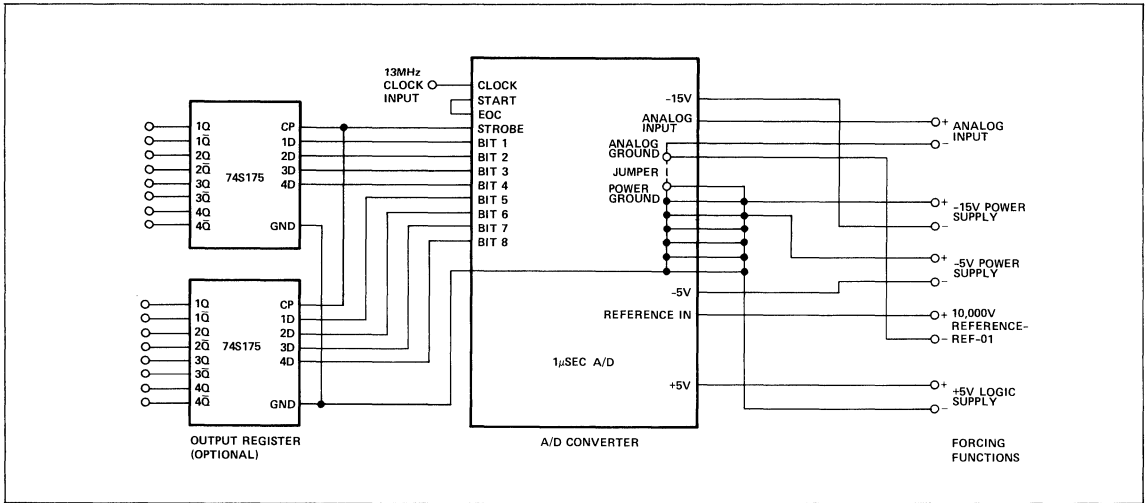 13MHz
CLOCK
INPUT
CLOCK
START
EOC
STROBE
BIT 1
BIT 2
BIT 3
BIT 4
BIT 5
BIT 6
BIT 7
BIT 8
-15V
ANALOG
INPUT
ANALOG
GROUND
JUMPER
POWER
GROUND
-5V
REFERENCE IN
1μSEC A/D
+5V
A/D CONVERTER
1Q
1Q̅
2Q
2Q̅
3Q
3Q̅
4Q
4Q̅
74S175
CP
1D
2D
3D
4D
GND
1Q
1Q̅
2Q
2Q̅
3Q
3Q̅
4Q
4Q̅
74S175
CP
1D
2D
3D
4D
GND
OUTPUT REGISTER
(OPTIONAL)
+ ANALOG
- INPUT
+ -15V POWER
SUPPLY
-
+ -5V POWER
SUPPLY
-
+ 10,000V
REFERENCE-
- REF-01
+ +5V LOGIC
SUPPLY
-
FORCING
FUNCTIONS